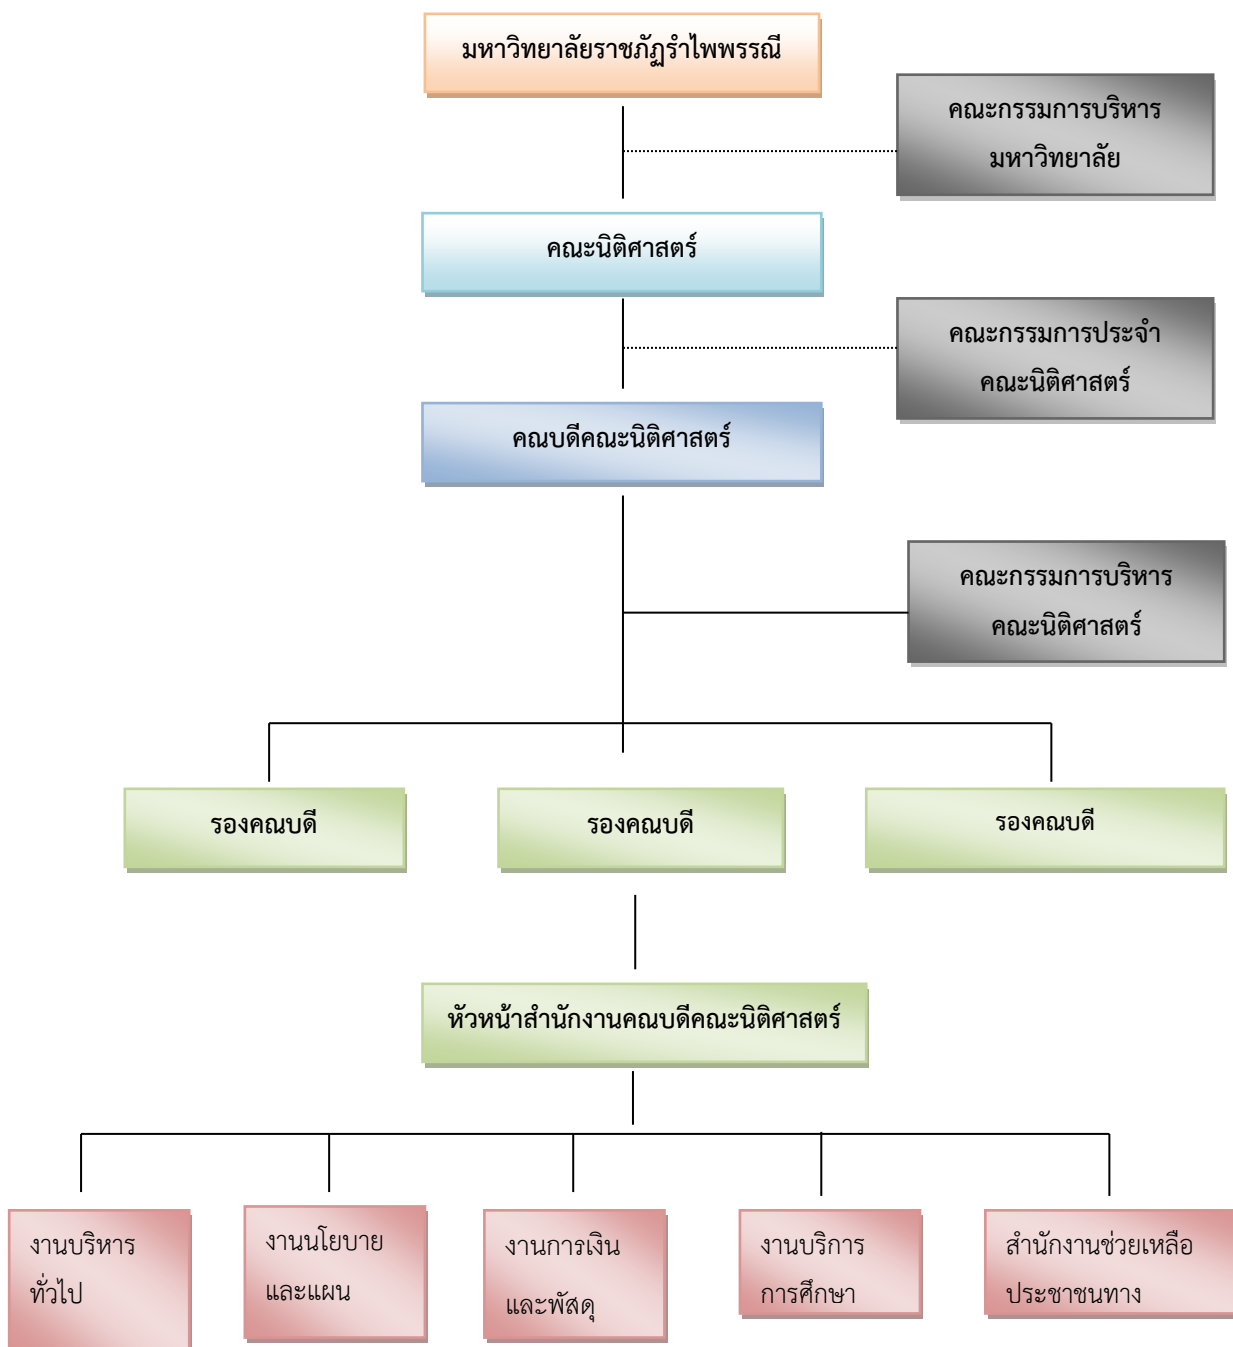 มหาวิทยาลัยราชภัฏรำไพพรรณี
คณะกรรมการบริหาร
มหาวิทยาลัย
คณะนิติศาสตร์
คณะกรรมการประจำ
คณะนิติศาสตร์
คณบดีคณะนิติศาสตร์
คณะกรรมการบริหาร
คณะนิติศาสตร์
รองคณบดี
รองคณบดี
รองคณบดี
หัวหน้าสำนักงานคณบดีคณะนิติศาสตร์
งานบริหาร
ทั่วไป
งานนโยบาย
และแผน
งานการเงิน
และพัสดุ
งานบริการ
การศึกษา
สำนักงานช่วยเหลือ
ประชาชนทาง